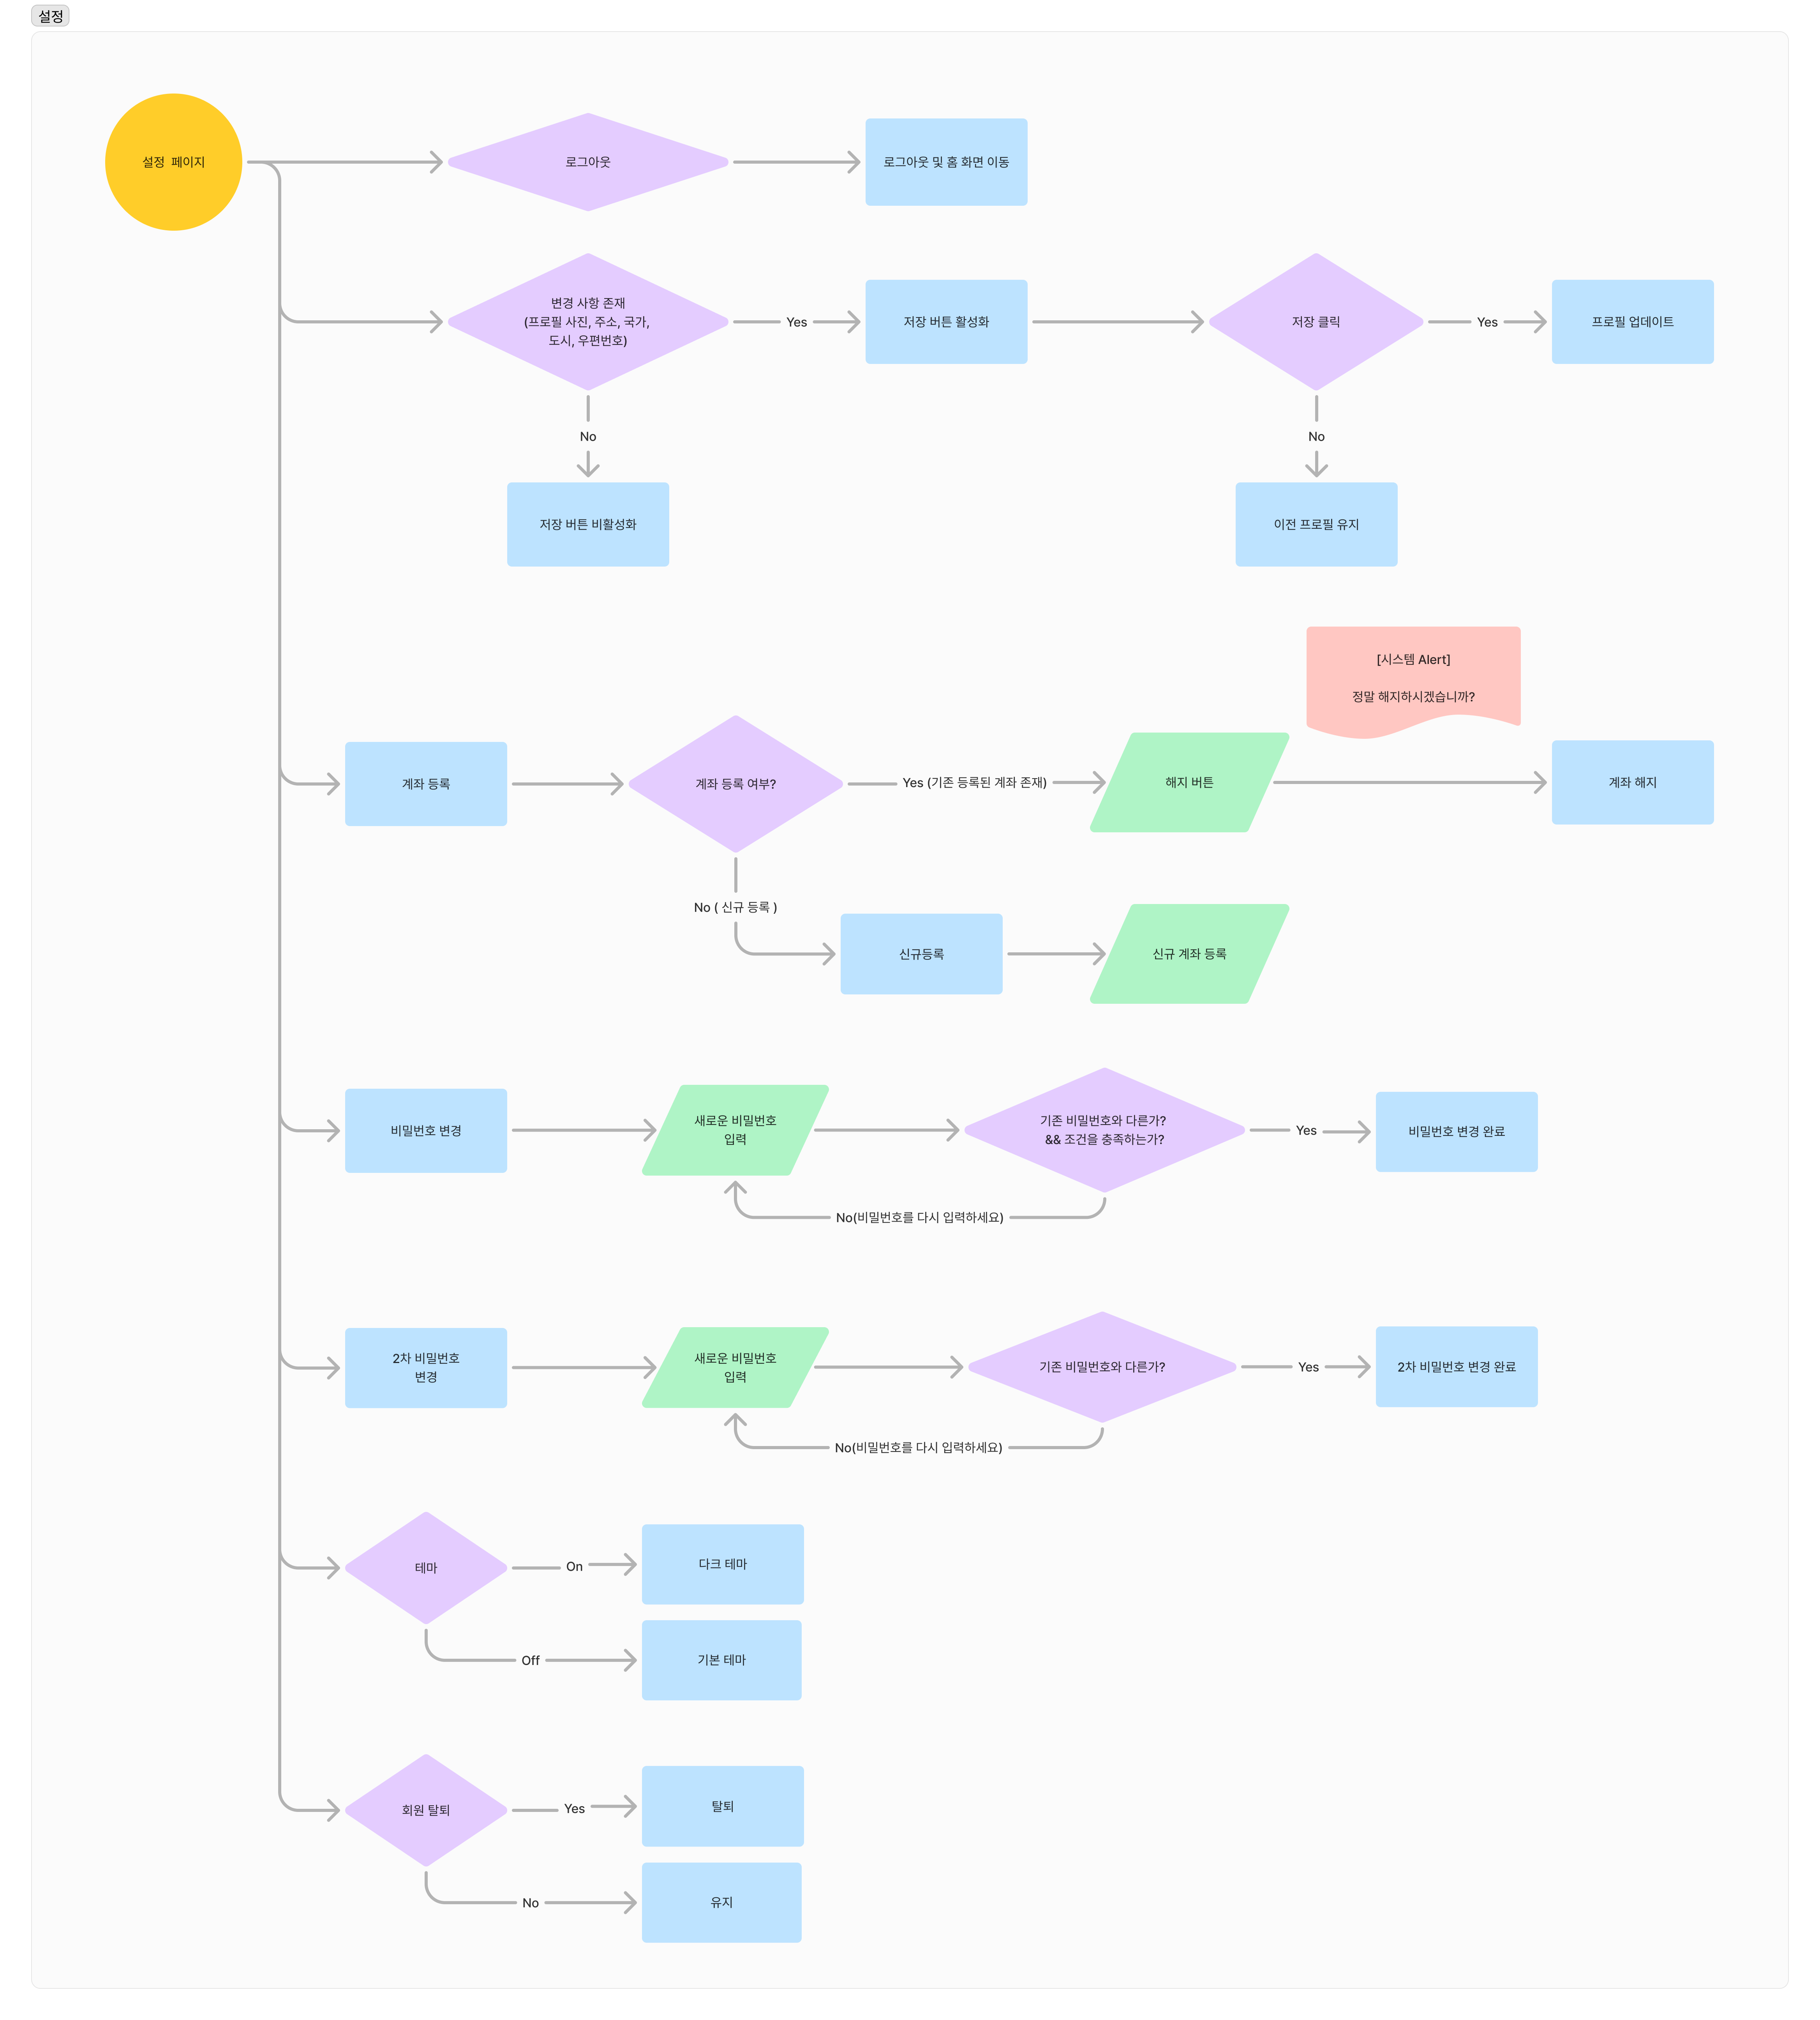 설정
설정 페이지
로그아웃
로그아웃 및 홈 화면 이동
변경 사항 존재
(프로필 사진, 주소, 국가,
도시, 우편번호)
Yes
저장 버튼 활성화
저장 클릭
Yes
프로필 업데이트
No
No
저장 버튼 비활성화
이전 프로필 유지
[시스템 Alert]
정말 해지하시겠습니까?
계좌 등록
계좌 등록 여부?
Yes (기존 등록된 계좌 존재)
해지 버튼
계좌 해지
No ( 신규 등록 )
신규등록
신규 계좌 등록
비밀번호 변경
새로운 비밀번호
입력
기존 비밀번호와 다른가?
&& 조건을 충족하는가?
Yes
비밀번호 변경 완료
No(비밀번호를 다시 입력하세요)
2차 비밀번호
변경
새로운 비밀번호
입력
기존 비밀번호와 다른가?
Yes
2차 비밀번호 변경 완료
No(비밀번호를 다시 입력하세요)
테마
On
다크 테마
Off
기본 테마
회원 탈퇴
Yes
탈퇴
No
유지